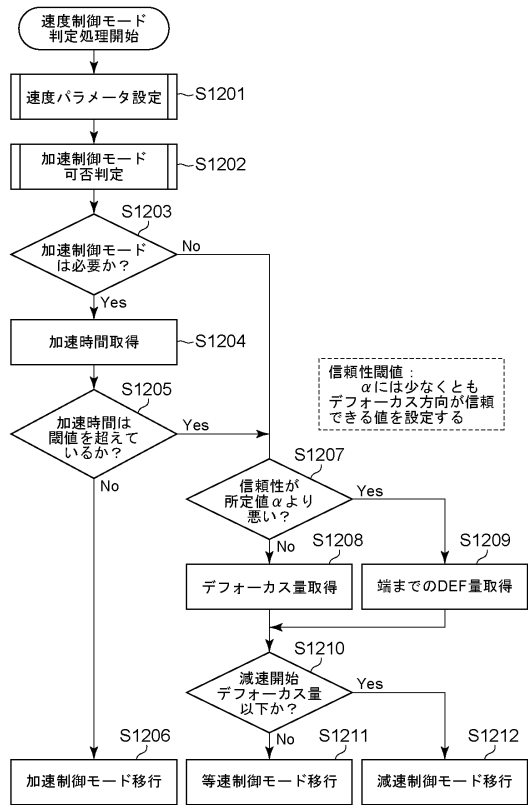 速度制御モード
判定処理開始
速度パラメータ設定
S1201
加速制御モード
可否判定
S1202
S1203
加速制御モード
は必要か？
No
Yes
加速時間取得
S1204
信頼性閾値：
αには少なくとも
デフォーカス方向が信頼
できる値を設定する
S1205
加速時間は
閾値を超えて
いるか？
Yes
No
S1207
信頼性が
所定値αより
悪い？
Yes
No
S1208
デフォーカス量取得
S1209
端までのDEF量取得
S1210
減速開始
デフォーカス量
以下か？
Yes
No
S1206
加速制御モード移行
S1211
等速制御モード移行
S1212
減速制御モード移行